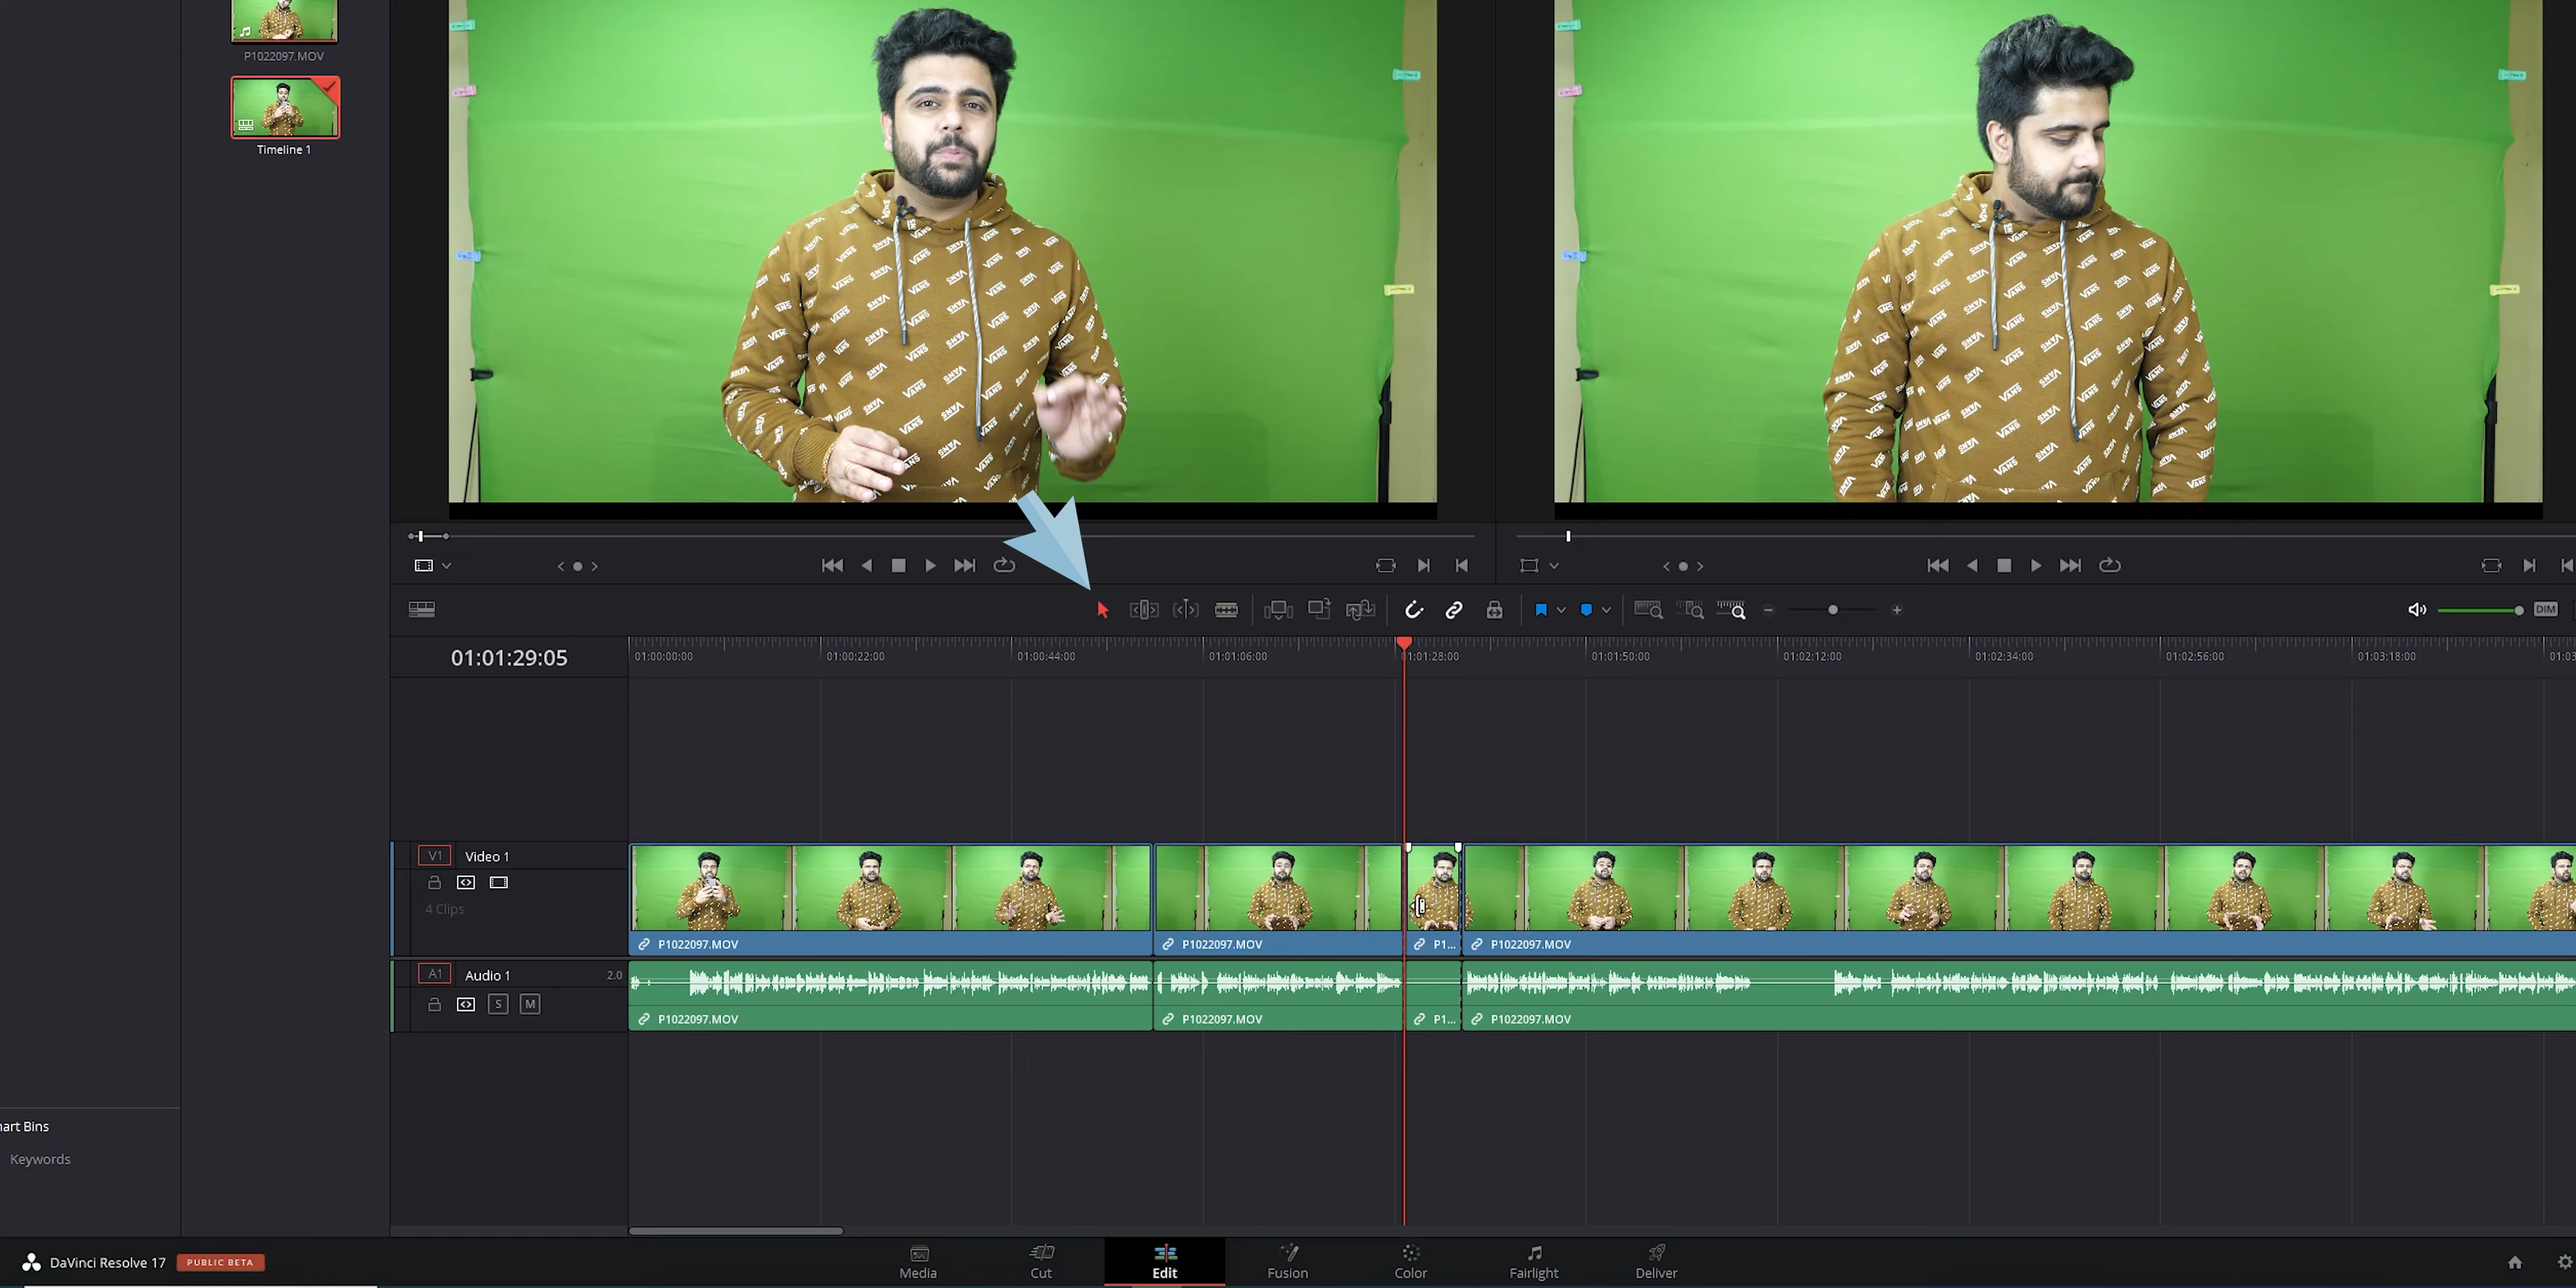 P1022097.MOV
Timeline 1
VANS
VANS
DIM
01:01:29:05
01:00:00:00
01:00:22:00
01:00:44:00
01:01:06:00
01:01:28:00
01:01:50:00
01:02:12:00
01:02:34:00
01:02:56:00
01:03:18:00
01:03
V1 Video 1
4 Clips
P1022097.MOV
P1022097.MOV
P1...
P1022097.MOV
A1 Audio 1 2.0
S M
P1022097.MOV
P1022097.MOV
P1...
P1022097.MOV
nart Bins
Keywords
DaVinci Resolve 17 PUBLIC BETA
Media
Cut
Edit
Fusion
Color
Fairlight
Deliver